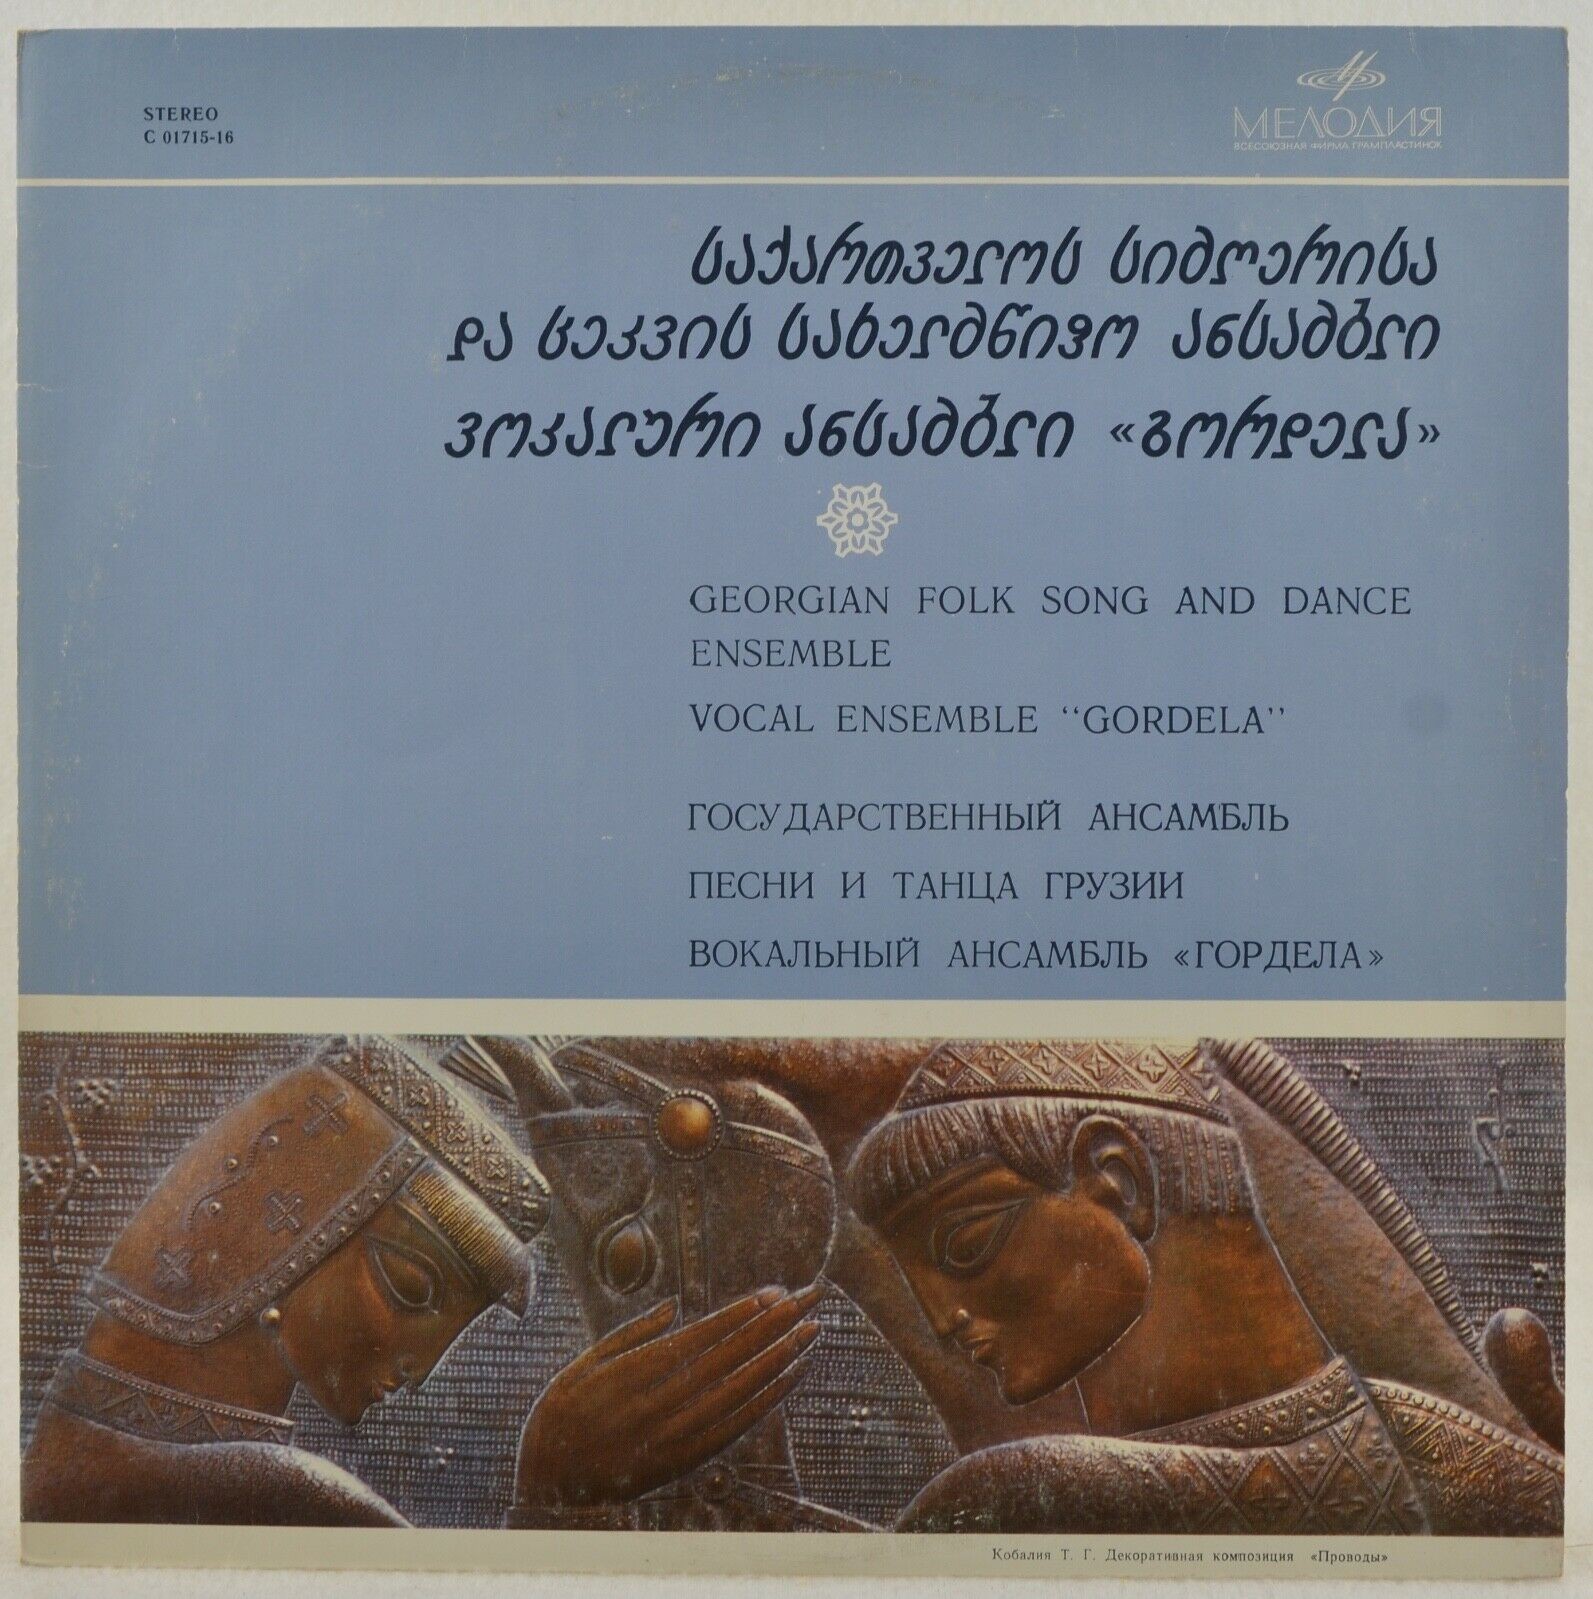 STEREO
C 01715-16
МЕЛОДИЯ
ВСЕСОЮЗНАЯ ФИРМА ГРАМПЛАСТИНОК
საქართველოს სიმღერისა
და ცეკვის სახელმწიფო ანსამბლი
ვოკალური ანსამბლი «გორდელა»
GEORGIAN FOLK SONG AND DANCE
ENSEMBLE
VOCAL ENSEMBLE "GORDELA"
ГОСУДАРСТВЕННЫЙ АНСАМБЛЬ
ПЕСНИ И ТАНЦА ГРУЗИИ
ВОКАЛЬНЫЙ АНСАМБЛЬ «ГОРДЕЛА»
Кобалия Т. Г. Декоративная композиция «Проводы»